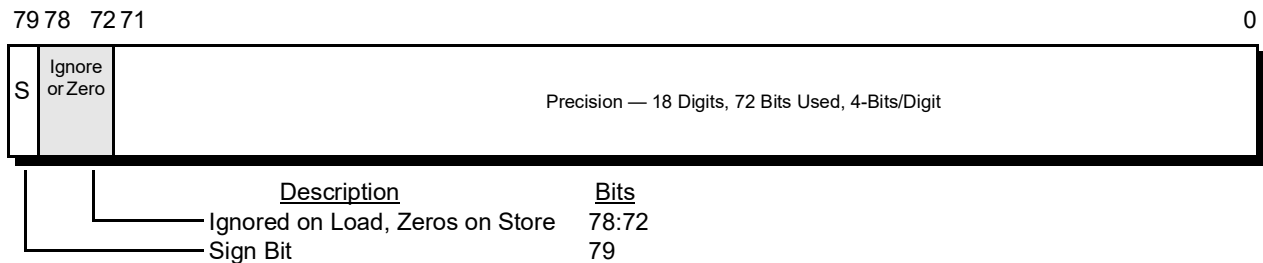 79 78 72 71 0
S
Ignore
or Zero
Precision — 18 Digits, 72 Bits Used, 4-Bits/Digit
Description Bits
Ignored on Load, Zeros on Store 78:72
Sign Bit 79